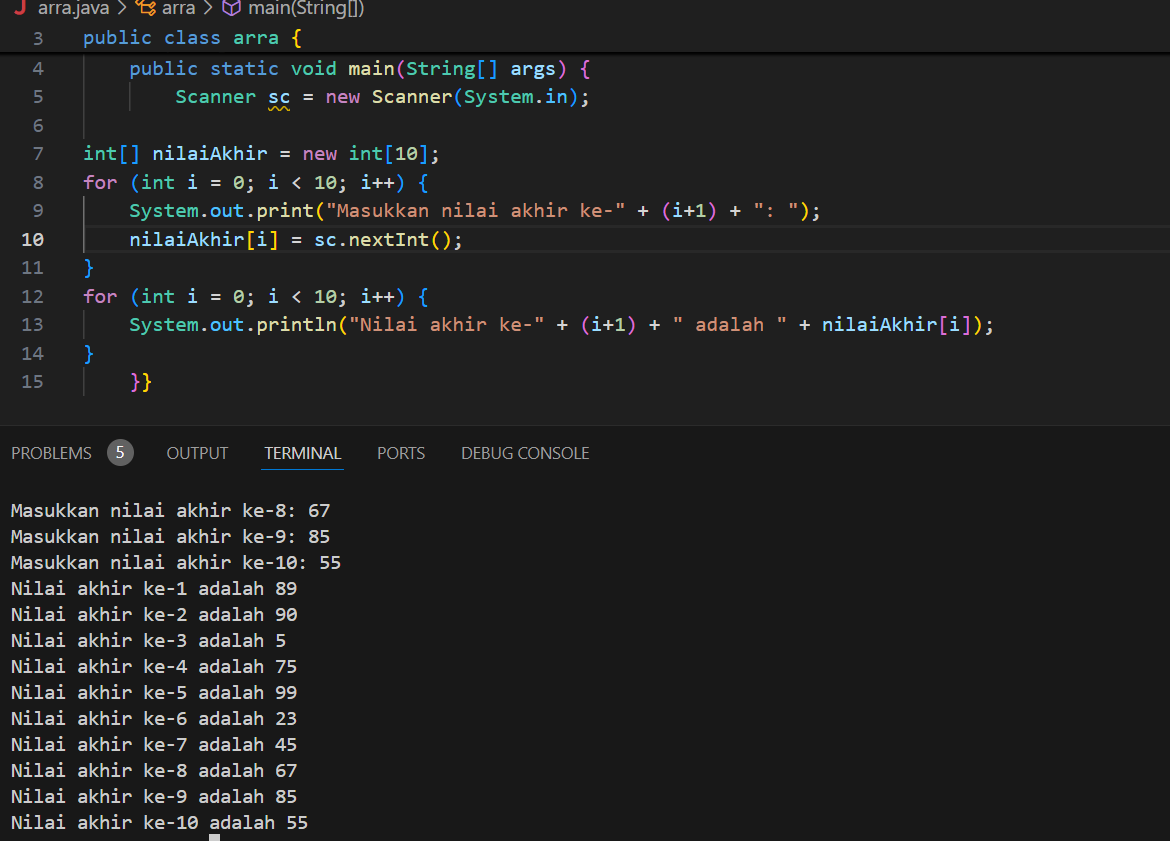 J arra.java > arra > main(String[])
3 public class arra {
4 public static void main(String[] args) {
5 Scanner sc = new Scanner(System.in);
6
7 int[] nilaiAkhir = new int[10];
8 for (int i = 0; i < 10; i++) {
9 System.out.print("Masukkan nilai akhir ke-" + (i+1) + ": ");
10 nilaiAkhir[i] = sc.nextInt();
11 }
12 for (int i = 0; i < 10; i++) {
13 System.out.println("Nilai akhir ke-" + (i+1) + " adalah " + nilaiAkhir[i]);
14 }
15 }}
PROBLEMS 5 OUTPUT TERMINAL PORTS DEBUG CONSOLE
Masukkan nilai akhir ke-8: 67
Masukkan nilai akhir ke-9: 85
Masukkan nilai akhir ke-10: 55
Nilai akhir ke-1 adalah 89
Nilai akhir ke-2 adalah 90
Nilai akhir ke-3 adalah 5
Nilai akhir ke-4 adalah 75
Nilai akhir ke-5 adalah 99
Nilai akhir ke-6 adalah 23
Nilai akhir ke-7 adalah 45
Nilai akhir ke-8 adalah 67
Nilai akhir ke-9 adalah 85
Nilai akhir ke-10 adalah 55